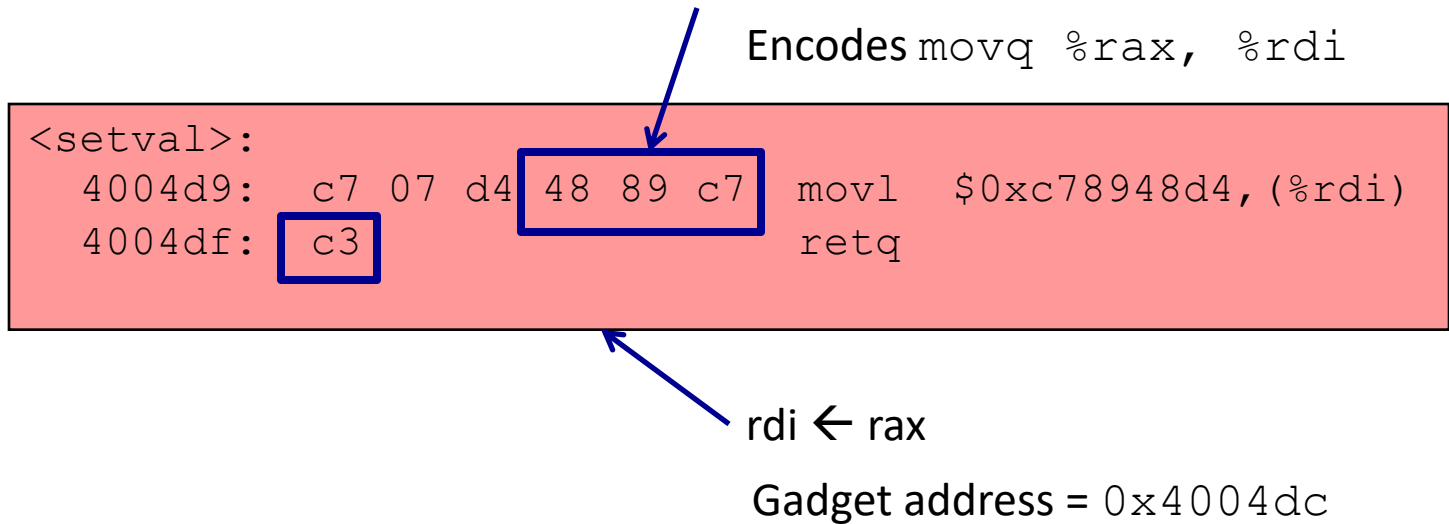 Encodes movq %rax, %rdi
<setval>:
4004d9: c7 07 d4 48 89 c7 movl $0xc78948d4,(%rdi)
4004df: c3 retq
rdi ← rax
Gadget address = 0x4004dc